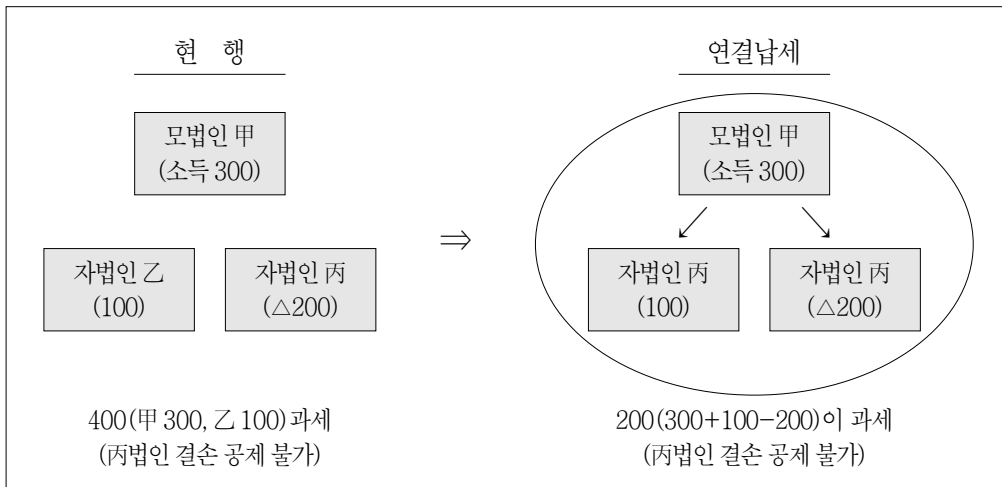 현 행
모법인 甲
(소득 300)
자법인 乙
(100)
자법인 丙
(△200)
400(甲 300, 乙 100)과세
(丙법인 결손 공제 불가)
⇒
연결납세
모법인 甲
(소득 300)
자법인 丙
(100)
자법인 丙
(△200)
200(300+100-200)이 과세
(丙법인 결손 공제 불가)